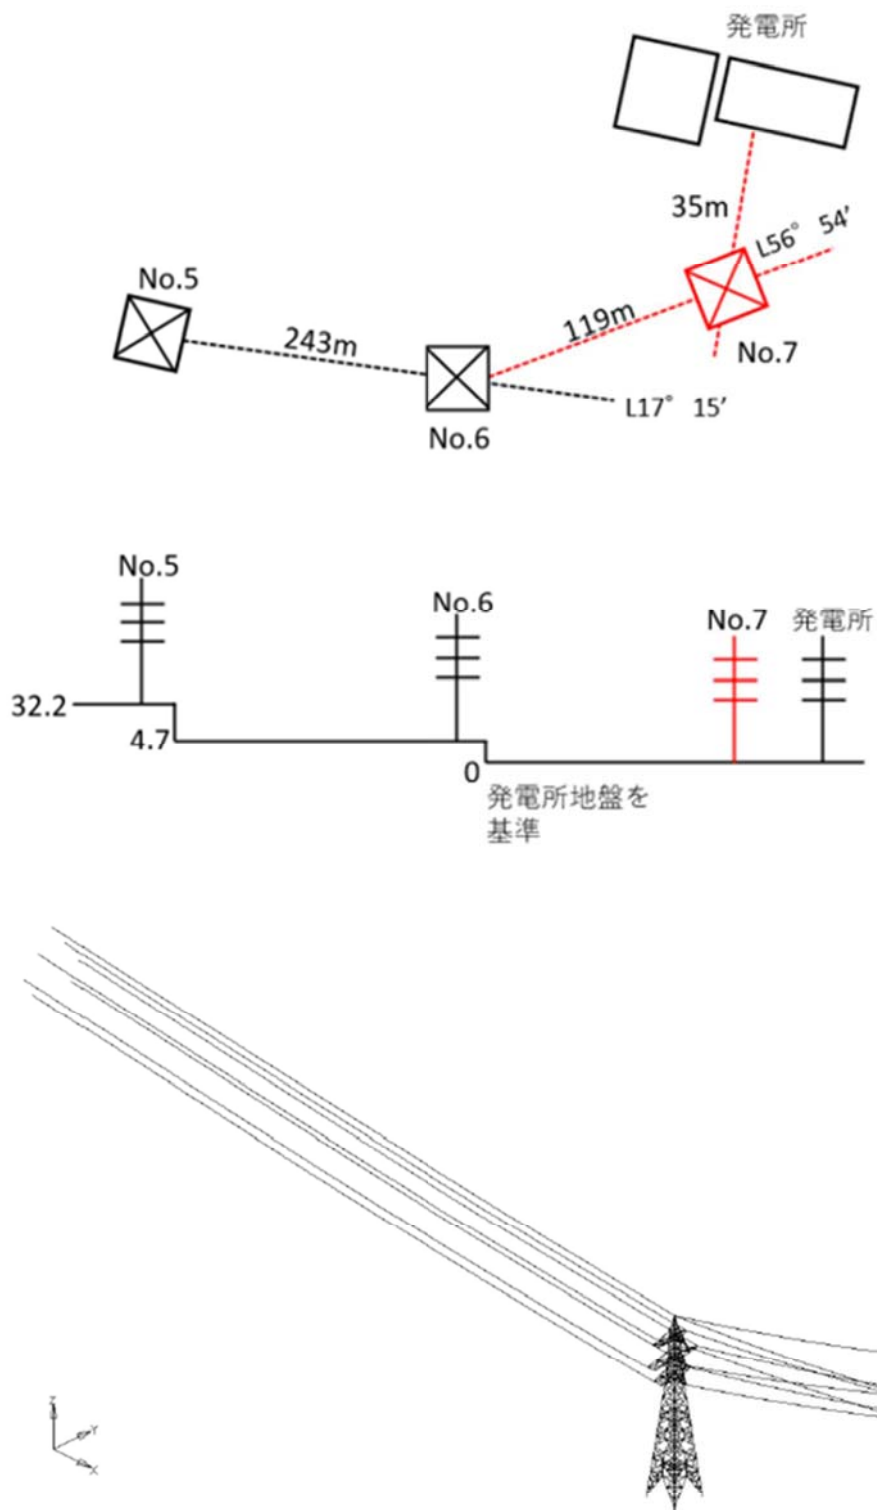 発電所
35m
L56° 54′
No.5
243m
119m
No.7
L17° 15′
No.6
No.5
No.6
No.7
発電所
32.2
4.7
0
発電所地盤を
基準
Z
Y
X